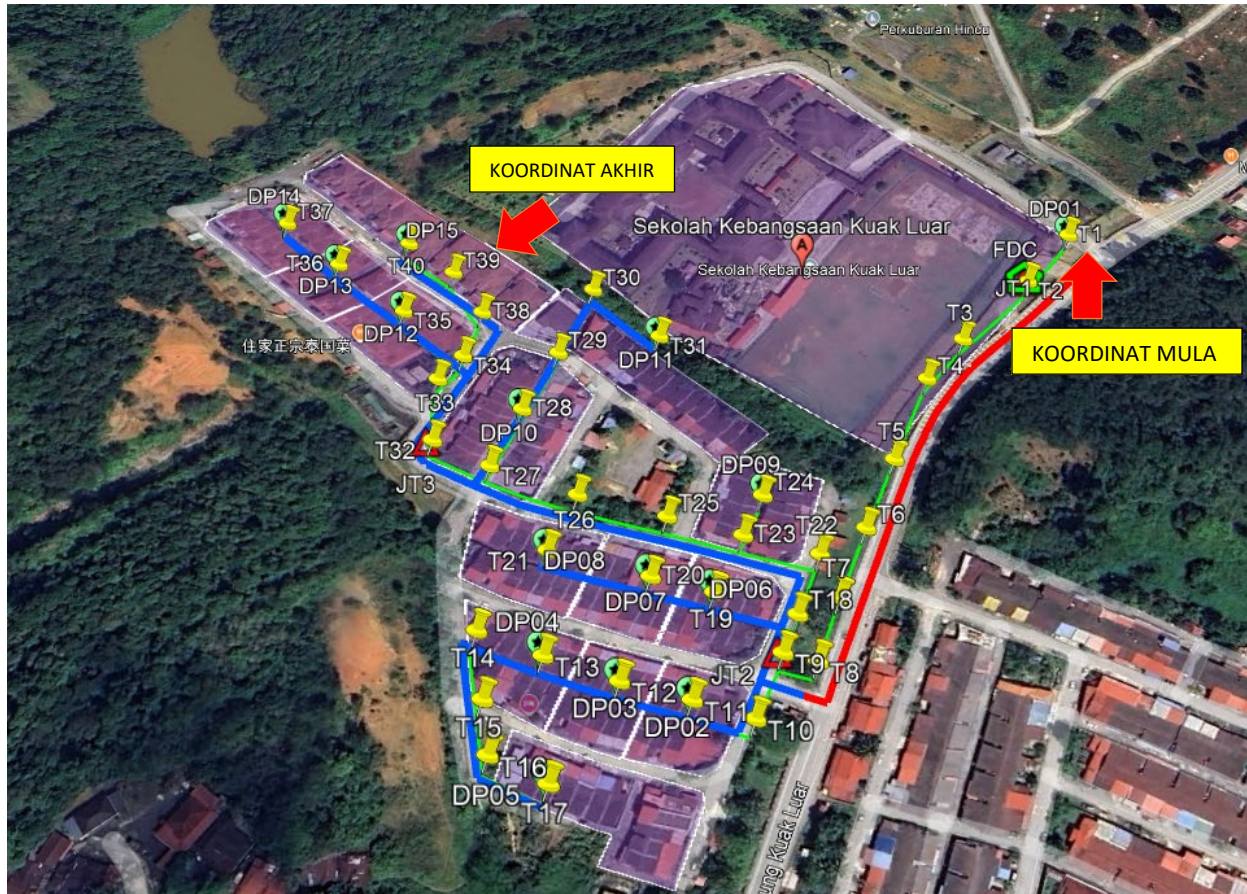 Perkuburan Hindu
KOORDINAT AKHIR
DP14
T37
DP15
T36
T40
T39
DP13
T30
T38
T35
DP12
住家正宗泰国菜
T34
T29
DP11
T31
T33
T28
T32
DP10
T27
JT3
Sekolah Kebangsaan Kuak Luar
A
Sekolah Kebangsaan Kuak Luar
DP01
T1
FDC
JT1
T2
T3
T4
KOORDINAT MULA
T5
T6
DP09
T24
T25
T26
T23
T22
T7
T21
DP08
T20
DP06
DP07
T19
T18
DP04
T14
T13
T9
JT2
T8
DP03
T12
T11
DP02
T10
T15
T16
DP05
T17
ung Kuak Luar